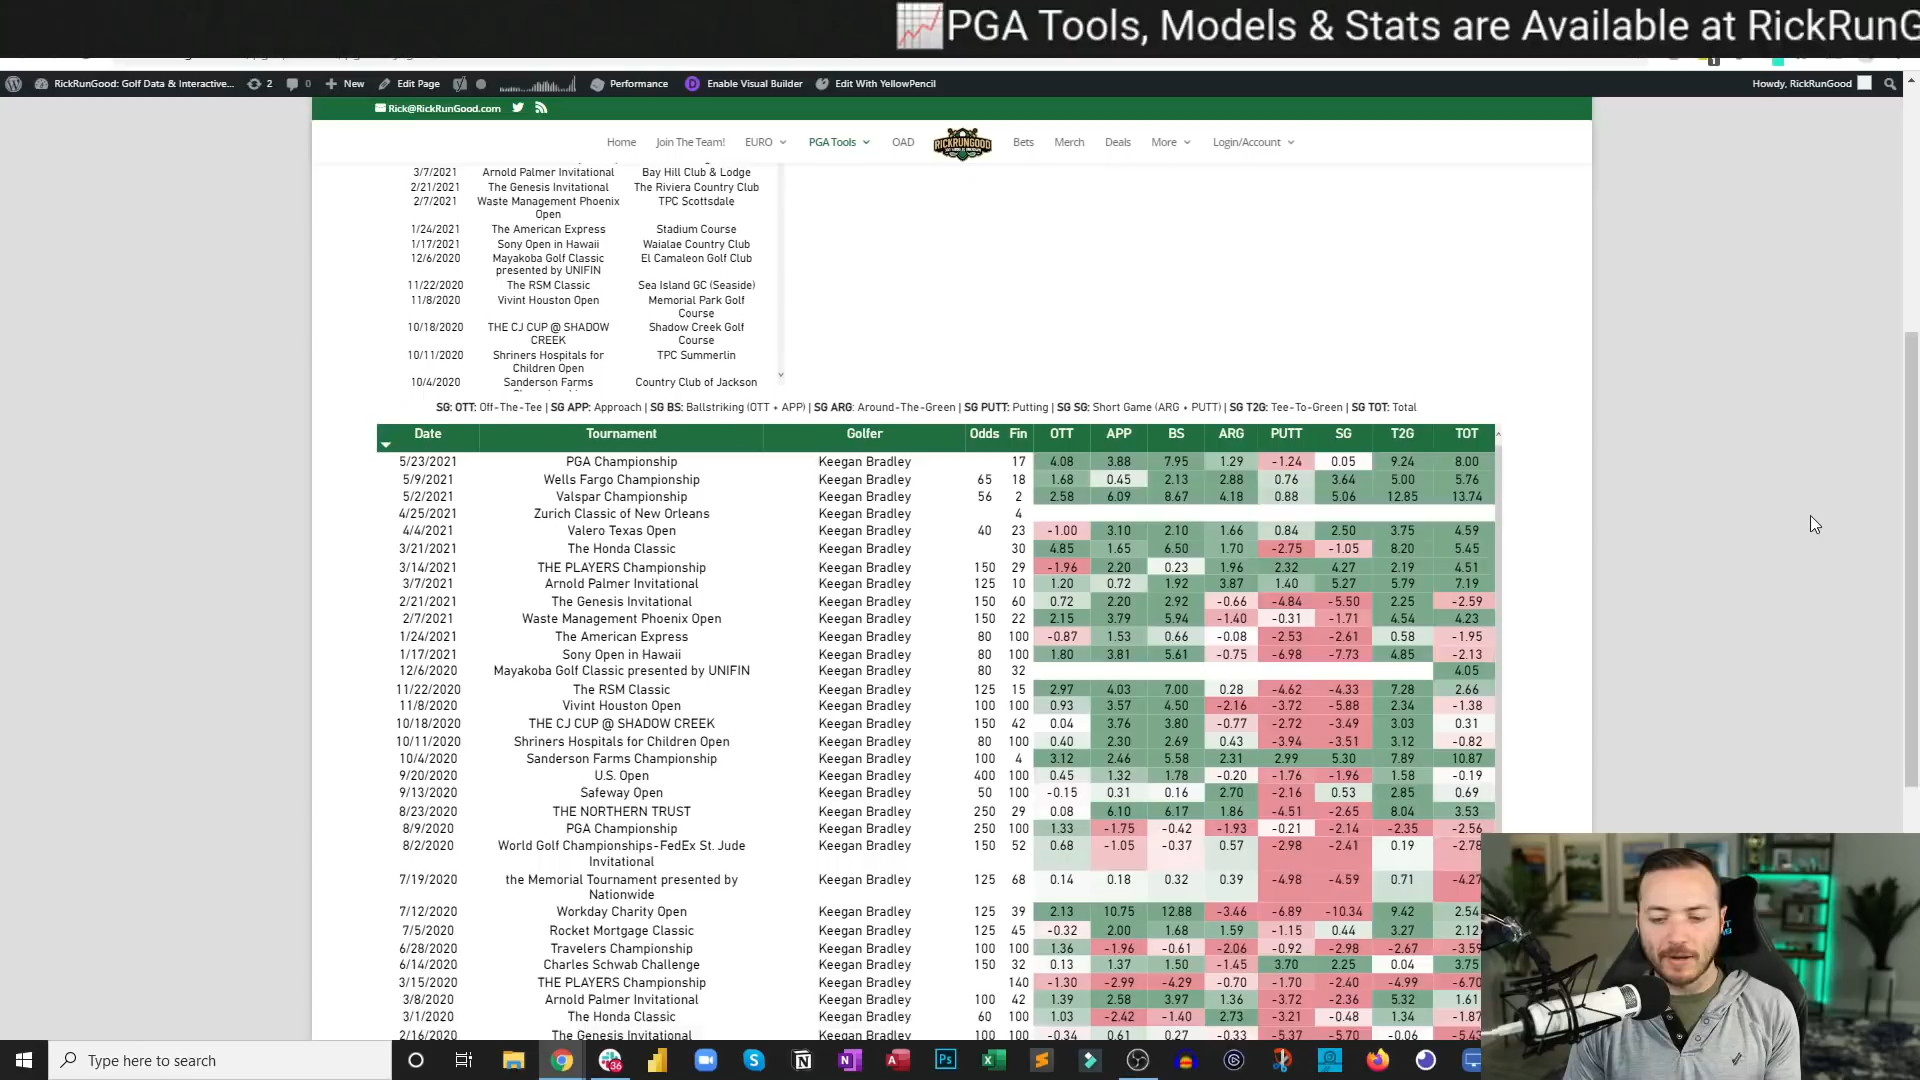 📈PGA Tools, Models & Stats are Available at RickRunG
RickRunGood: Golf Data & Interactive... 2 0 New Edit Page Performance Enable Visual Builder Edit With YellowPencil Howdy, RickRunGood
Rick@RickRunGood.com
Home Join The Team! EURO PGA Tools OAD RICKRUNGOOD Bets Merch Deals More Login/Account
3/7/2021 Arnold Palmer Invitational Bay Hill Club & Lodge
2/21/2021 The Genesis Invitational The Riviera Country Club
2/7/2021 Waste Management Phoenix TPC Scottsdale
Open
1/24/2021 The American Express Stadium Course
1/17/2021 Sony Open in Hawaii Waialae Country Club
12/6/2020 Mayakoba Golf Classic El Camaleon Golf Club
presented by UNIFIN
11/22/2020 The RSM Classic Sea Island GC (Seaside)
11/8/2020 Vivint Houston Open Memorial Park Golf
Course
10/18/2020 THE CJ CUP @ SHADOW Shadow Creek Golf
CREEK Course
10/11/2020 Shriners Hospitals for TPC Summerlin
Children Open
10/4/2020 Sanderson Farms Country Club of Jackson
SG: OTT: Off-The-Tee | SG APP: Approach | SG BS: Ballstriking (OTT + APP) | SG ARG: Around-The-Green | SG PUTT: Putting | SG SG: Short Game (ARG + PUTT) | SG T2G: Tee-To-Green | SG TOT: Total
Date Tournament Golfer Odds Fin OTT APP BS ARG PUTT SG T2G TOT
5/23/2021 PGA Championship Keegan Bradley 17 4.08 3.88 7.95 1.29 -1.24 0.05 9.24 8.00
5/9/2021 Wells Fargo Championship Keegan Bradley 65 18 1.68 0.45 2.13 2.88 0.76 3.64 5.00 5.76
5/2/2021 Valspar Championship Keegan Bradley 56 2 2.58 6.09 8.67 4.18 0.88 5.06 12.85 13.74
4/25/2021 Zurich Classic of New Orleans Keegan Bradley 4
4/4/2021 Valero Texas Open Keegan Bradley 40 23 -1.00 3.10 2.10 1.66 0.84 2.50 3.75 4.59
3/21/2021 The Honda Classic Keegan Bradley 30 4.85 1.65 6.50 1.70 -2.75 -1.05 8.20 5.45
3/14/2021 THE PLAYERS Championship Keegan Bradley 150 29 -1.96 2.20 0.23 1.96 2.32 4.27 2.19 4.51
3/7/2021 Arnold Palmer Invitational Keegan Bradley 125 10 1.20 0.72 1.92 3.87 1.40 5.27 5.79 7.19
2/21/2021 The Genesis Invitational Keegan Bradley 150 60 0.72 2.20 2.92 -0.66 -4.84 -5.50 2.25 -2.59
2/7/2021 Waste Management Phoenix Open Keegan Bradley 150 22 2.15 3.79 5.94 -1.40 -0.31 -1.71 4.54 4.23
1/24/2021 The American Express Keegan Bradley 80 100 -0.87 1.53 0.66 -0.08 -2.53 -2.61 0.58 -1.95
1/17/2021 Sony Open in Hawaii Keegan Bradley 80 100 1.80 3.81 5.61 -0.75 -6.98 -7.73 4.85 -2.13
12/6/2020 Mayakoba Golf Classic presented by UNIFIN Keegan Bradley 80 32 4.05
11/22/2020 The RSM Classic Keegan Bradley 125 15 2.97 4.03 7.00 0.28 -4.62 -4.33 7.28 2.66
11/8/2020 Vivint Houston Open Keegan Bradley 100 100 0.93 3.57 4.50 -2.16 -3.72 -5.88 2.34 -1.38
10/18/2020 THE CJ CUP @ SHADOW CREEK Keegan Bradley 150 42 0.04 3.76 3.80 -0.77 -2.72 -3.49 3.03 0.31
10/11/2020 Shriners Hospitals for Children Open Keegan Bradley 80 100 0.40 2.30 2.69 0.43 -3.94 -3.51 3.12 -0.82
10/4/2020 Sanderson Farms Championship Keegan Bradley 100 4 3.12 2.46 5.58 2.31 2.99 5.30 7.89 10.87
9/20/2020 U.S. Open Keegan Bradley 400 100 0.45 1.32 1.78 -0.20 -1.76 -1.96 1.58 -0.19
9/13/2020 Safeway Open Keegan Bradley 50 100 -0.15 0.31 0.16 2.70 -2.16 0.53 2.85 0.69
8/23/2020 THE NORTHERN TRUST Keegan Bradley 250 29 0.08 6.10 6.17 1.86 -4.51 -2.65 8.04 3.53
8/9/2020 PGA Championship Keegan Bradley 250 100 1.33 -1.75 -0.42 -1.93 -0.21 -2.14 -2.35 -2.56
8/2/2020 World Golf Championships-FedEx St. Jude Keegan Bradley 150 52 0.68 -1.05 -0.37 0.57 -2.98 -2.41 0.19 -2.78
Invitational
7/19/2020 the Memorial Tournament presented by Keegan Bradley 125 68 0.14 0.18 0.32 0.39 -4.98 -4.59 0.71 -4.27
Nationwide
7/12/2020 Workday Charity Open Keegan Bradley 125 39 2.13 10.75 12.88 -3.46 -6.89 -10.34 9.42 2.54
7/5/2020 Rocket Mortgage Classic Keegan Bradley 125 45 -0.32 2.00 1.68 1.59 -1.15 0.44 3.27 2.12
6/28/2020 Travelers Championship Keegan Bradley 100 100 1.36 -1.96 -0.61 -2.06 -0.92 -2.98 -2.67 -3.59
6/14/2020 Charles Schwab Challenge Keegan Bradley 150 32 0.13 1.37 1.50 -1.45 3.70 2.25 0.04 3.75
3/15/2020 THE PLAYERS Championship Keegan Bradley 140 -1.30 -2.99 -4.29 -0.70 -1.70 -2.40 -4.99 -6.70
3/8/2020 Arnold Palmer Invitational Keegan Bradley 100 42 1.39 2.58 3.97 1.36 -3.72 -2.36 5.32 1.61
3/1/2020 The Honda Classic Keegan Bradley 60 100 1.03 -2.42 -1.40 2.73 -3.21 -0.48 1.34 -1.87
2/16/2020 The Genesis Invitational Keegan Bradley 100 100 -0.34 0.61 0.27 -0.33 -5.37 -5.70 -0.06 -5.43
Type here to search